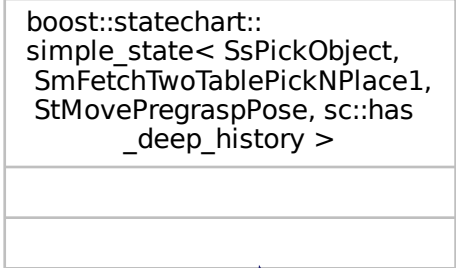 boost::statechart::
simple_state< SsPickObject,
SmFetchTwoTablePickNPlace1,
StMovePregraspPose, sc::has
_deep_history >